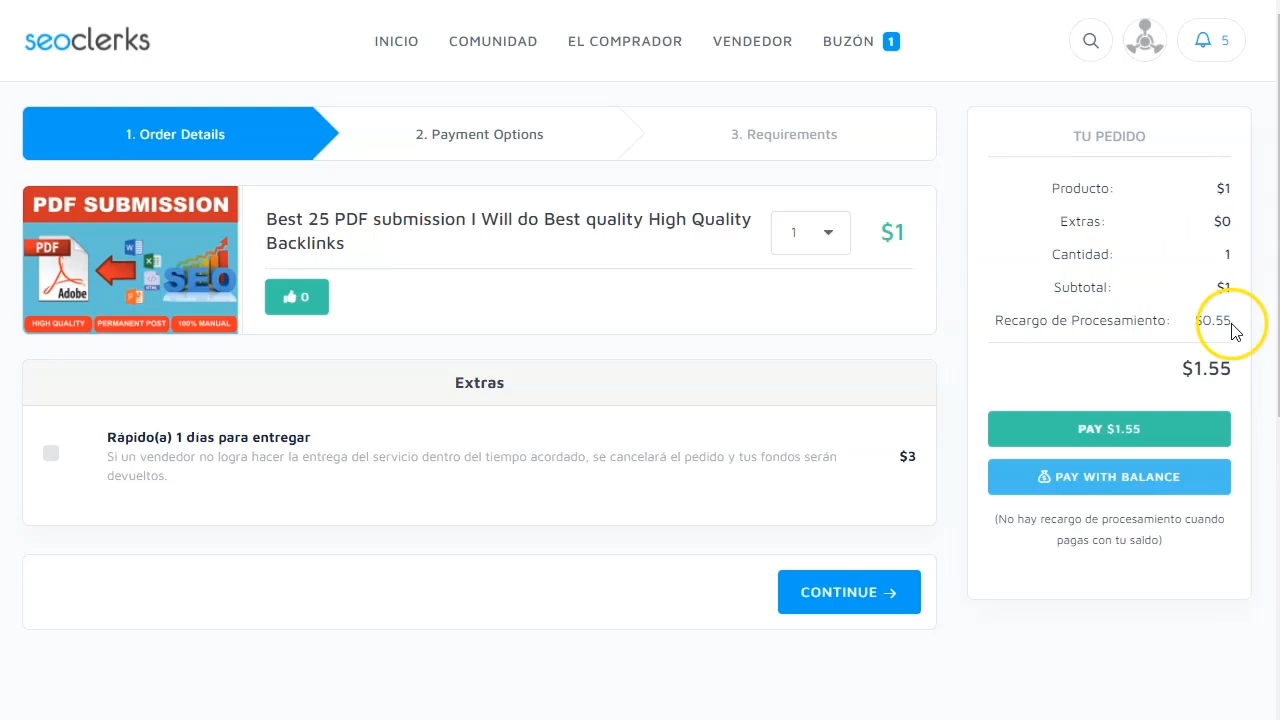 seoclerks
INICIO
COMUNIDAD
EL COMPRADOR
VENDEDOR
BUZÓN 1
5
1. Order Details
2. Payment Options
3. Requirements
PDF SUBMISSION
PDF
Adobe
SEO
HIGH QUALITY
PERMANENT POST
100% MANUAL
Best 25 PDF submission I Will do Best quality High Quality
Backlinks
1
$1
0
Extras
Rápido(a) 1 días para entregar
Si un vendedor no logra hacer la entrega del servicio dentro del tiempo acordado, se cancelará el pedido y tus fondos serán
devueltos.
$3
CONTINUE →
TU PEDIDO
Producto: $1
Extras: $0
Cantidad: 1
Subtotal: $1
Recargo de Procesamiento: $0.55
$1.55
PAY $1.55
PAY WITH BALANCE
(No hay recargo de procesamiento cuando
pagas con tu saldo)